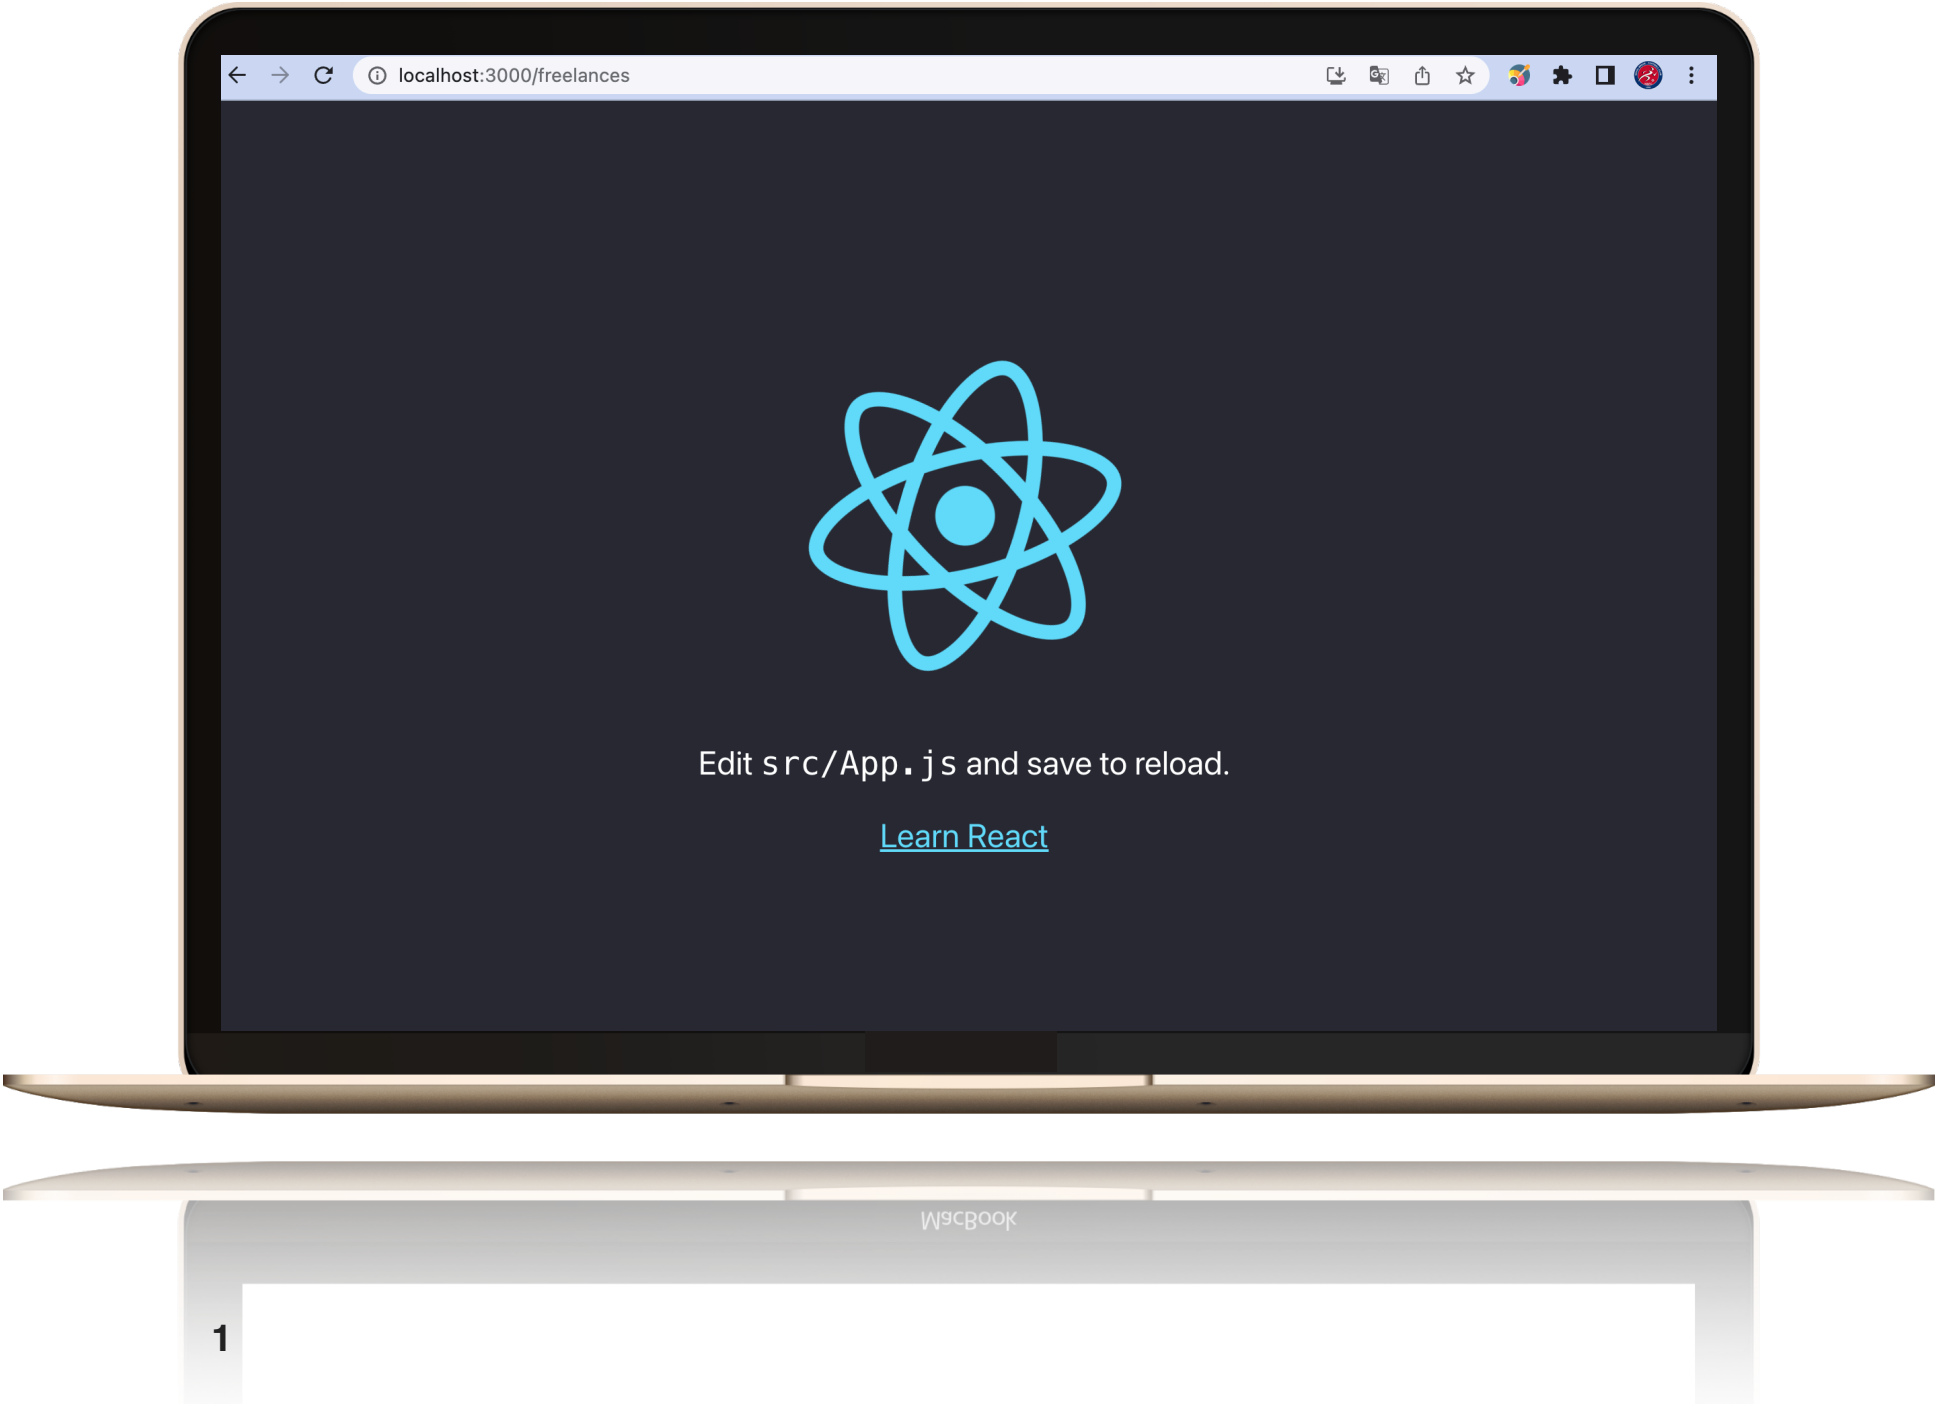 localhost:3000/freelances
Edit src/App.js and save to reload.
Learn React
MacBook
1